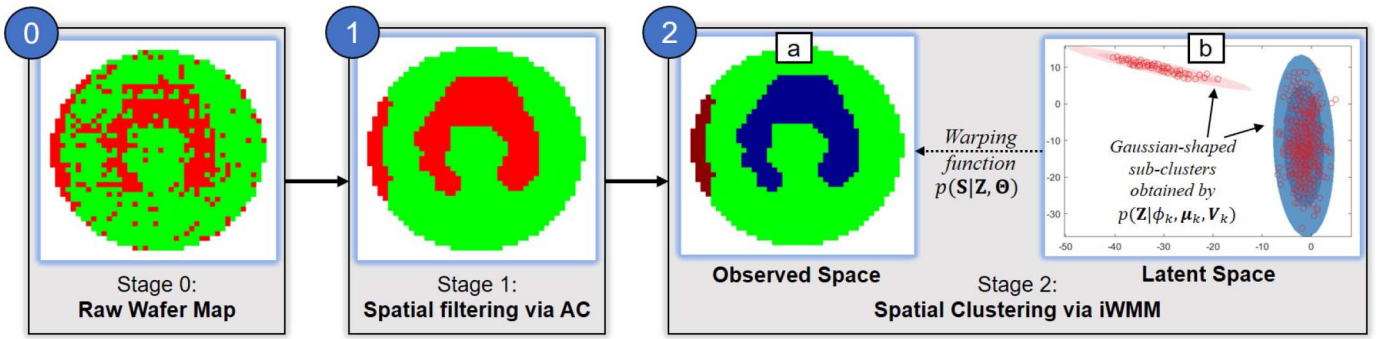 0
Stage 0:
Raw Wafer Map
1
Stage 1:
Spatial filtering via AC
2
a
Observed Space
Warping
function
p(S|Z, Θ)
b
10
0
-10
-20
-30
-50
-40
-30
-20
-10
0
Gaussian-shaped
sub-clusters
obtained by
p(Z|ϕₖ, μₖ, Vₖ)
Latent Space
Stage 2:
Spatial Clustering via iWMM